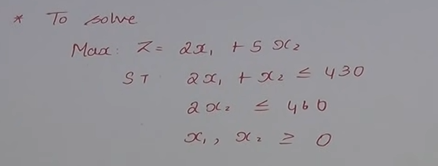 * To solve
Max: Z = 2x₁ + 5x₂
ST 2x₁ + x₂ ≤ 430
2x₂ ≤ 460
x₁, x₂ ≥ 0